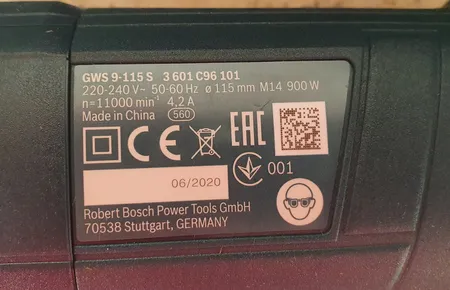 GWS 9-115 S 3 601 C96 101
220-240 V~ 50-60 Hz ø 115 mm M14 900 W
n=11000 min⁻¹ 4,2 A
Made in China 560
CE EAC
001
06/2020
Robert Bosch Power Tools GmbH
70538 Stuttgart, GERMANY